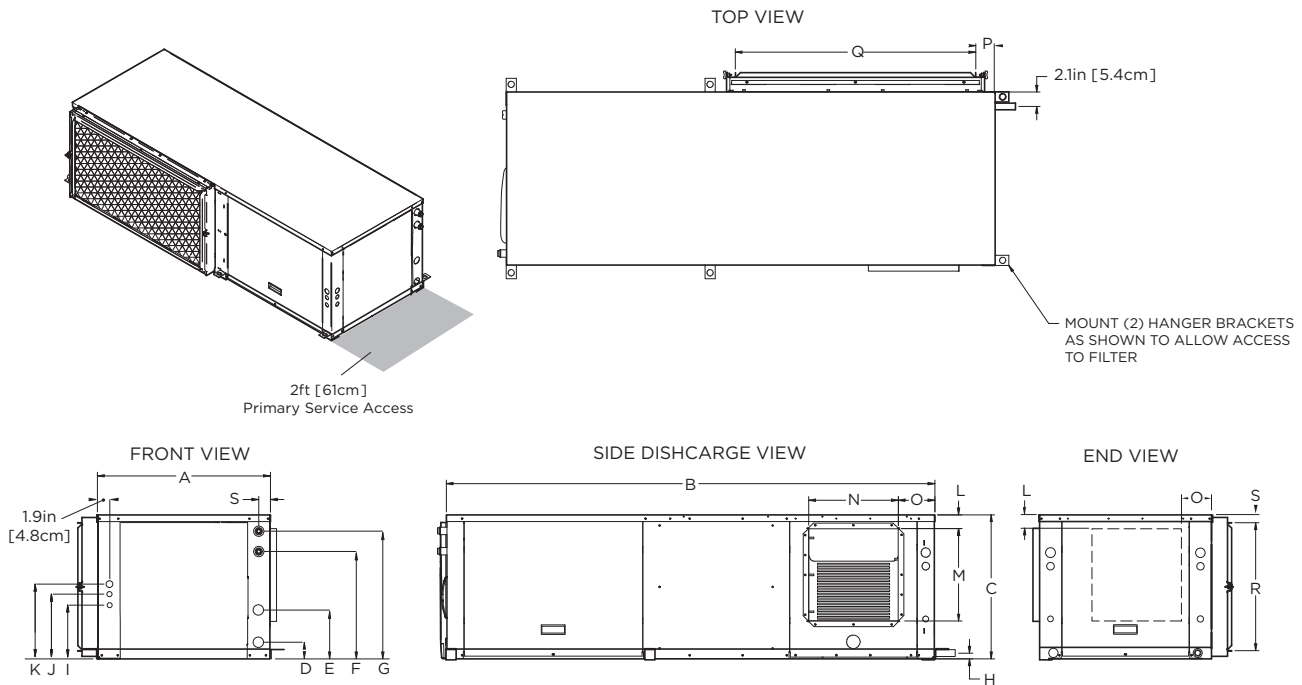 TOP VIEW
Q
P
2.1in [5.4cm]
MOUNT (2) HANGER BRACKETS
AS SHOWN TO ALLOW ACCESS
TO FILTER
2ft [61cm]
Primary Service Access
FRONT VIEW
A
S
1.9in
[4.8cm]
K J I
D E F G
SIDE DISHCARGE VIEW
B
L
N
O
M
C
H
END VIEW
L
O
S
R